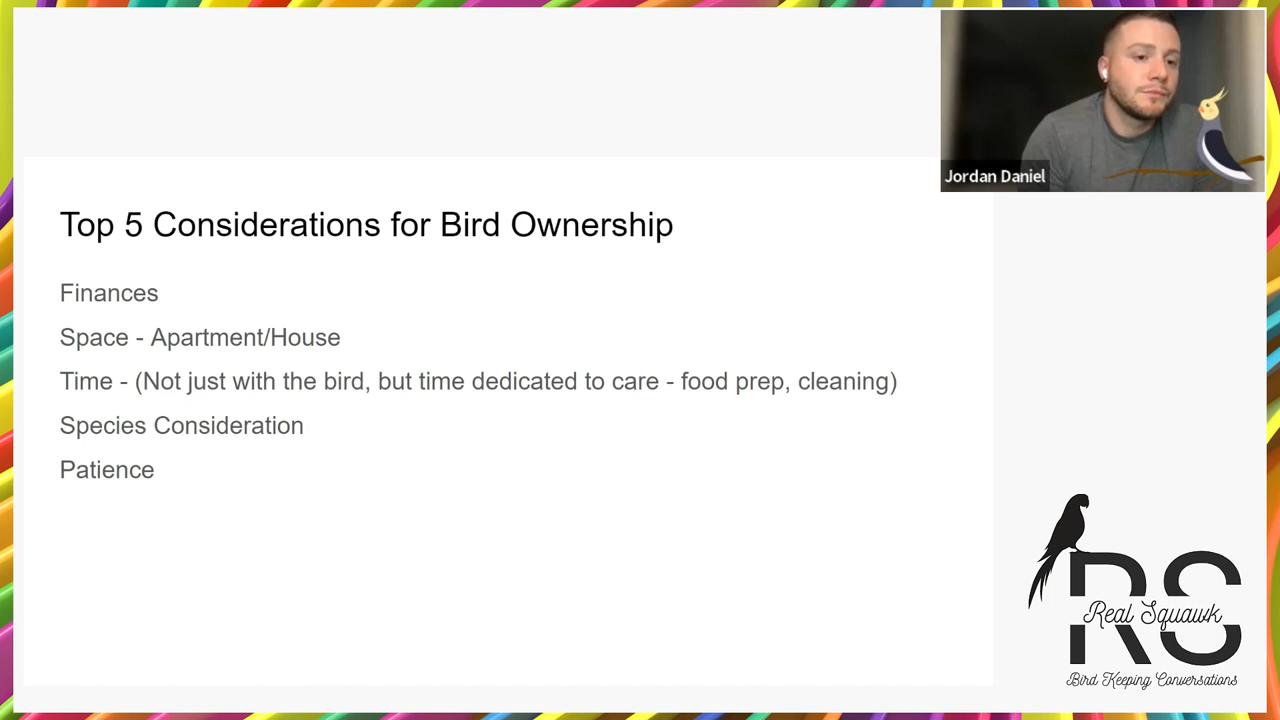 Jordan Daniel
Top 5 Considerations for Bird Ownership
Finances
Space - Apartment/House
Time - (Not just with the bird, but time dedicated to care - food prep, cleaning)
Species Consideration
Patience
RS
Real Squawk
Bird Keeping Conversations